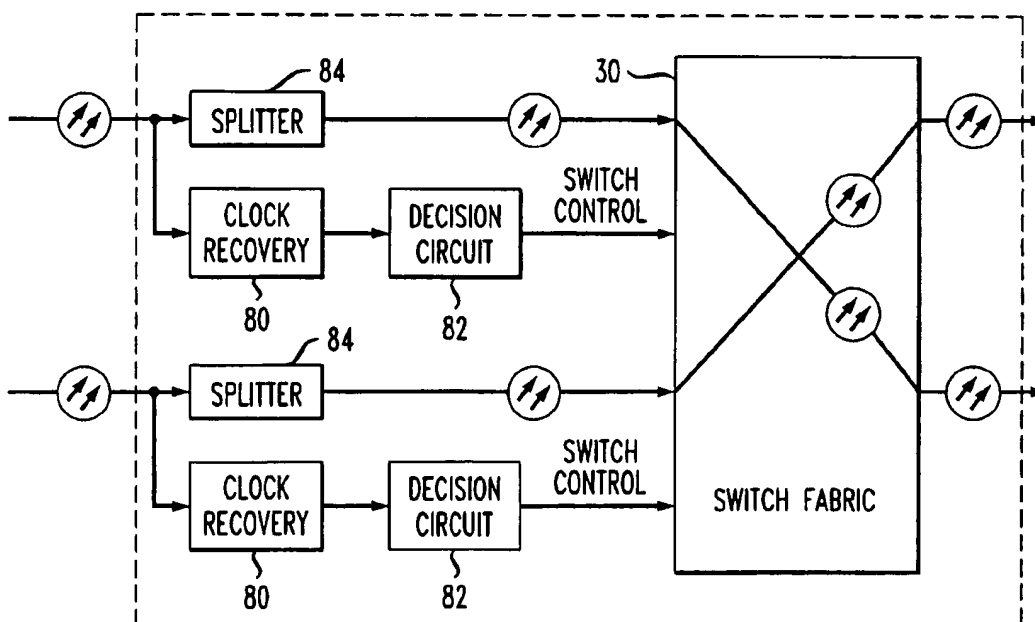 84
30
SPLITTER
SWITCH
CONTROL
CLOCK
RECOVERY
DECISION
CIRCUIT
80
82
84
SPLITTER
SWITCH
CONTROL
CLOCK
RECOVERY
DECISION
CIRCUIT
SWITCH FABRIC
80
82